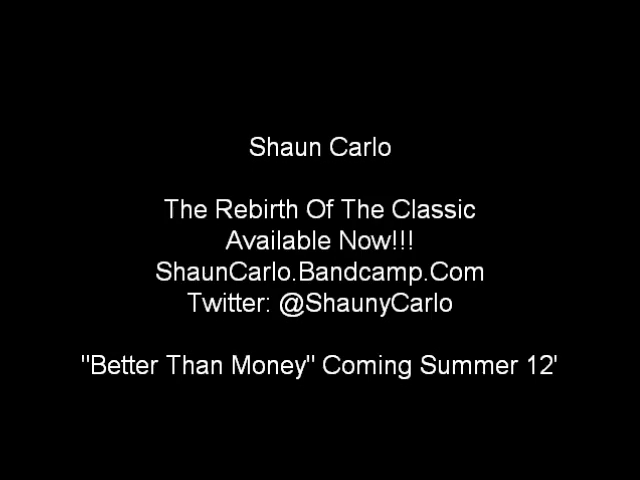 Shaun Carlo
The Rebirth Of The Classic
Available Now!!!
ShaunCarlo.Bandcamp.Com
Twitter: @ShaunyCarlo
"Better Than Money" Coming Summer 12'